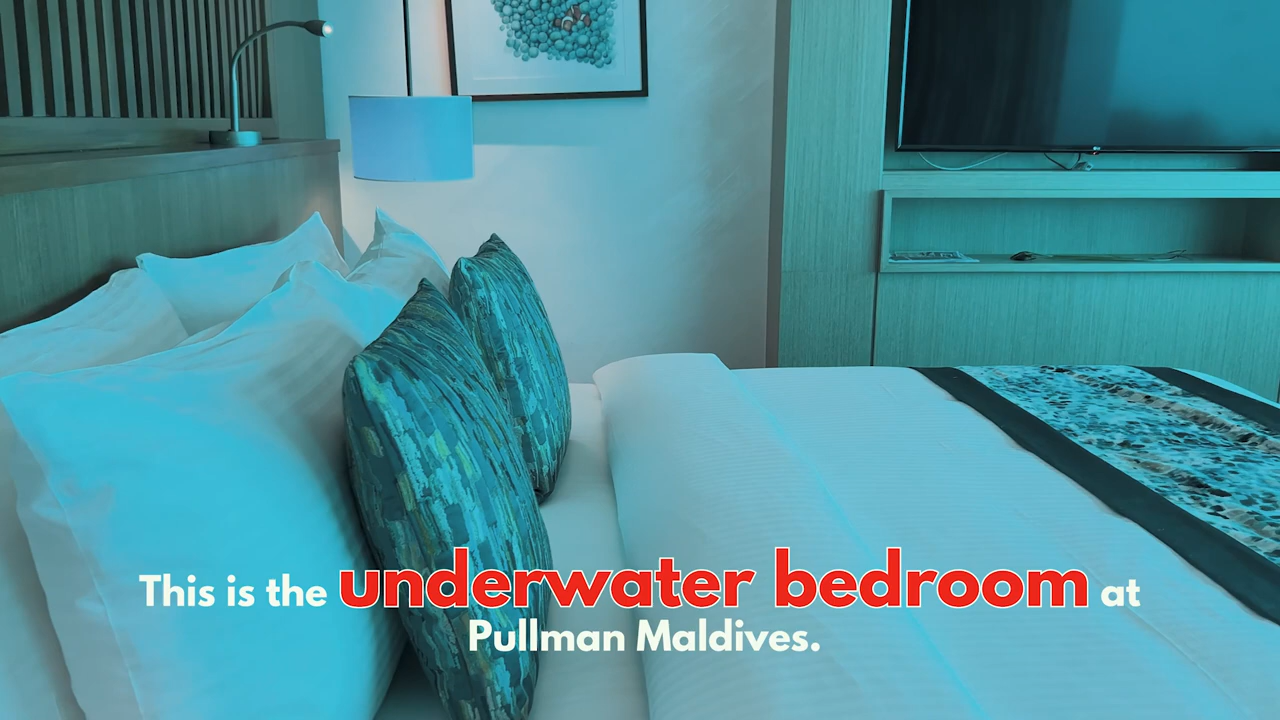 This is the underwater bedroom at
Pullman Maldives.